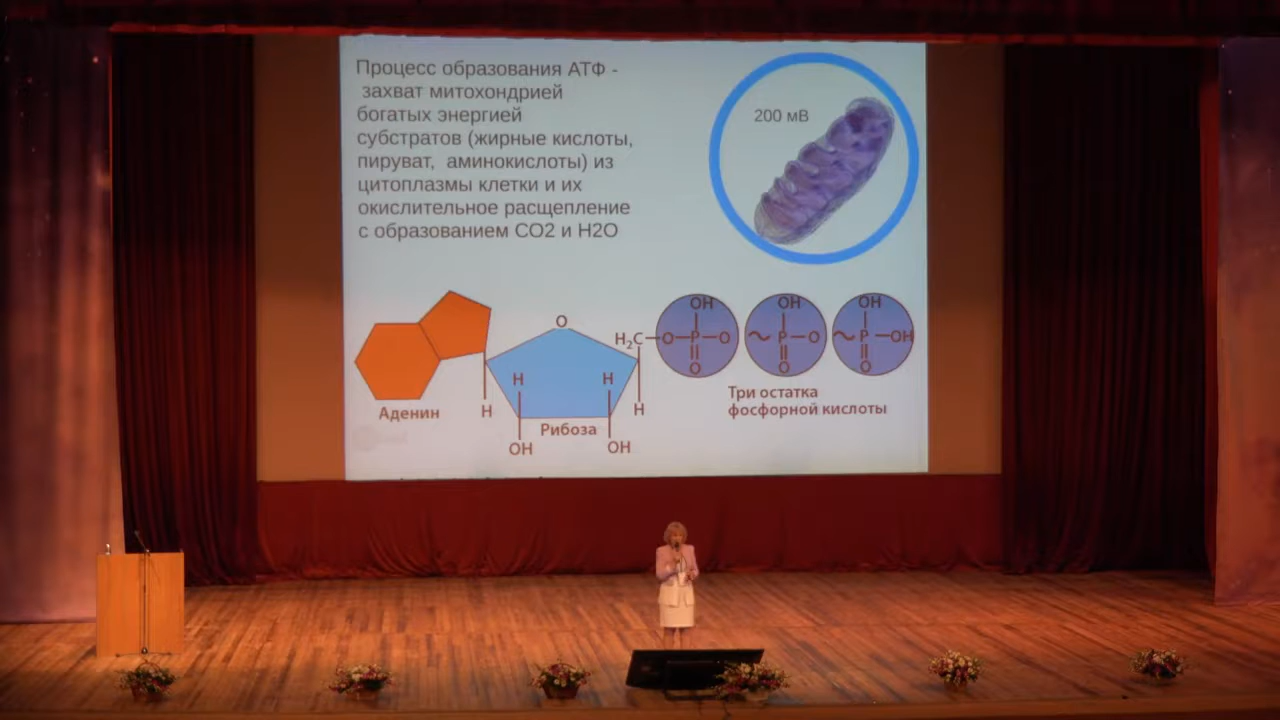 Процесс образования АТФ -
захват митохондрией
богатых энергией
субстратов (жирные кислоты,
пируват, аминокислоты) из
цитоплазмы клетки и их
окислительное расщепление
с образованием СО2 и Н2О
200 мВ
O
H₂C—O—P—O
OH
O
~P—O
OH
O
~P—OH
OH
O
H
H
H
H
OH
OH
Аденин
Рибоза
Три остатка
фосфорной кислоты